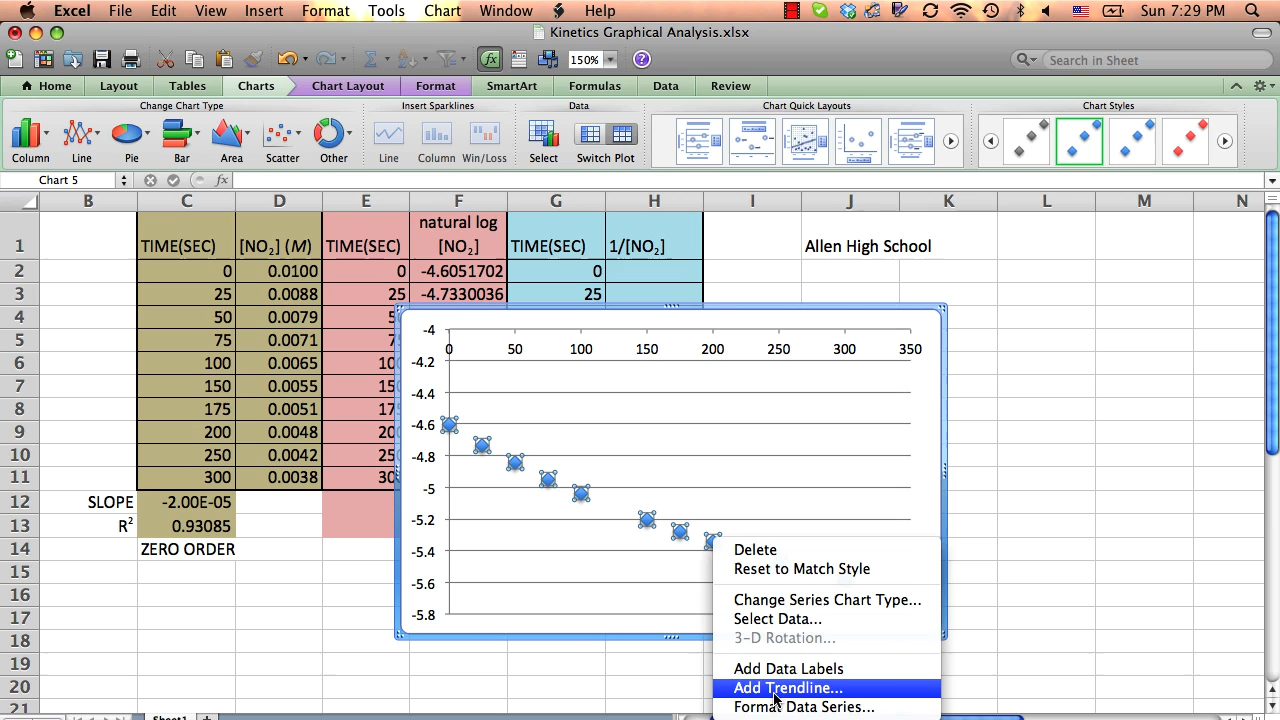 Excel File Edit View Insert Format Tools Chart Window Help Sun 7:29 PM
Kinetics Graphical Analysis.xlsx
150% Search in Sheet
Home Layout Tables Charts Chart Layout Format SmartArt Formulas Data Review
Change Chart Type Insert Sparklines Data Chart Quick Layouts Chart Styles
Column Line Pie Bar Area Scatter Other Line Column Win/Loss Select Switch Plot
Chart 5 fx
B C D E F G H I J K L M N
natural log
1 TIME(SEC) [NO₂] (M) TIME(SEC) [NO₂] TIME(SEC) 1/[NO₂] Allen High School
2 0 0.0100 0 -4.6051702 0
3 25 0.0088 25 -4.7330036 25
4 50 0.0079
5 75 0.0071
6 100 0.0065
7 150 0.0055
8 175 0.0051
9 200 0.0048
10 250 0.0042
11 300 0.0038
12 SLOPE -2.00E-05
13 R² 0.93085
14 ZERO ORDER
15
16
17
18
19
20
21
-4
0 50 100 150 200 250 300 350
-4.2
-4.4
-4.6
-4.8
-5
-5.2
-5.4
-5.6
-5.8
Delete
Reset to Match Style
Change Series Chart Type...
Select Data...
3-D Rotation...
Add Data Labels
Add Trendline...
Format Data Series...
Sheet1